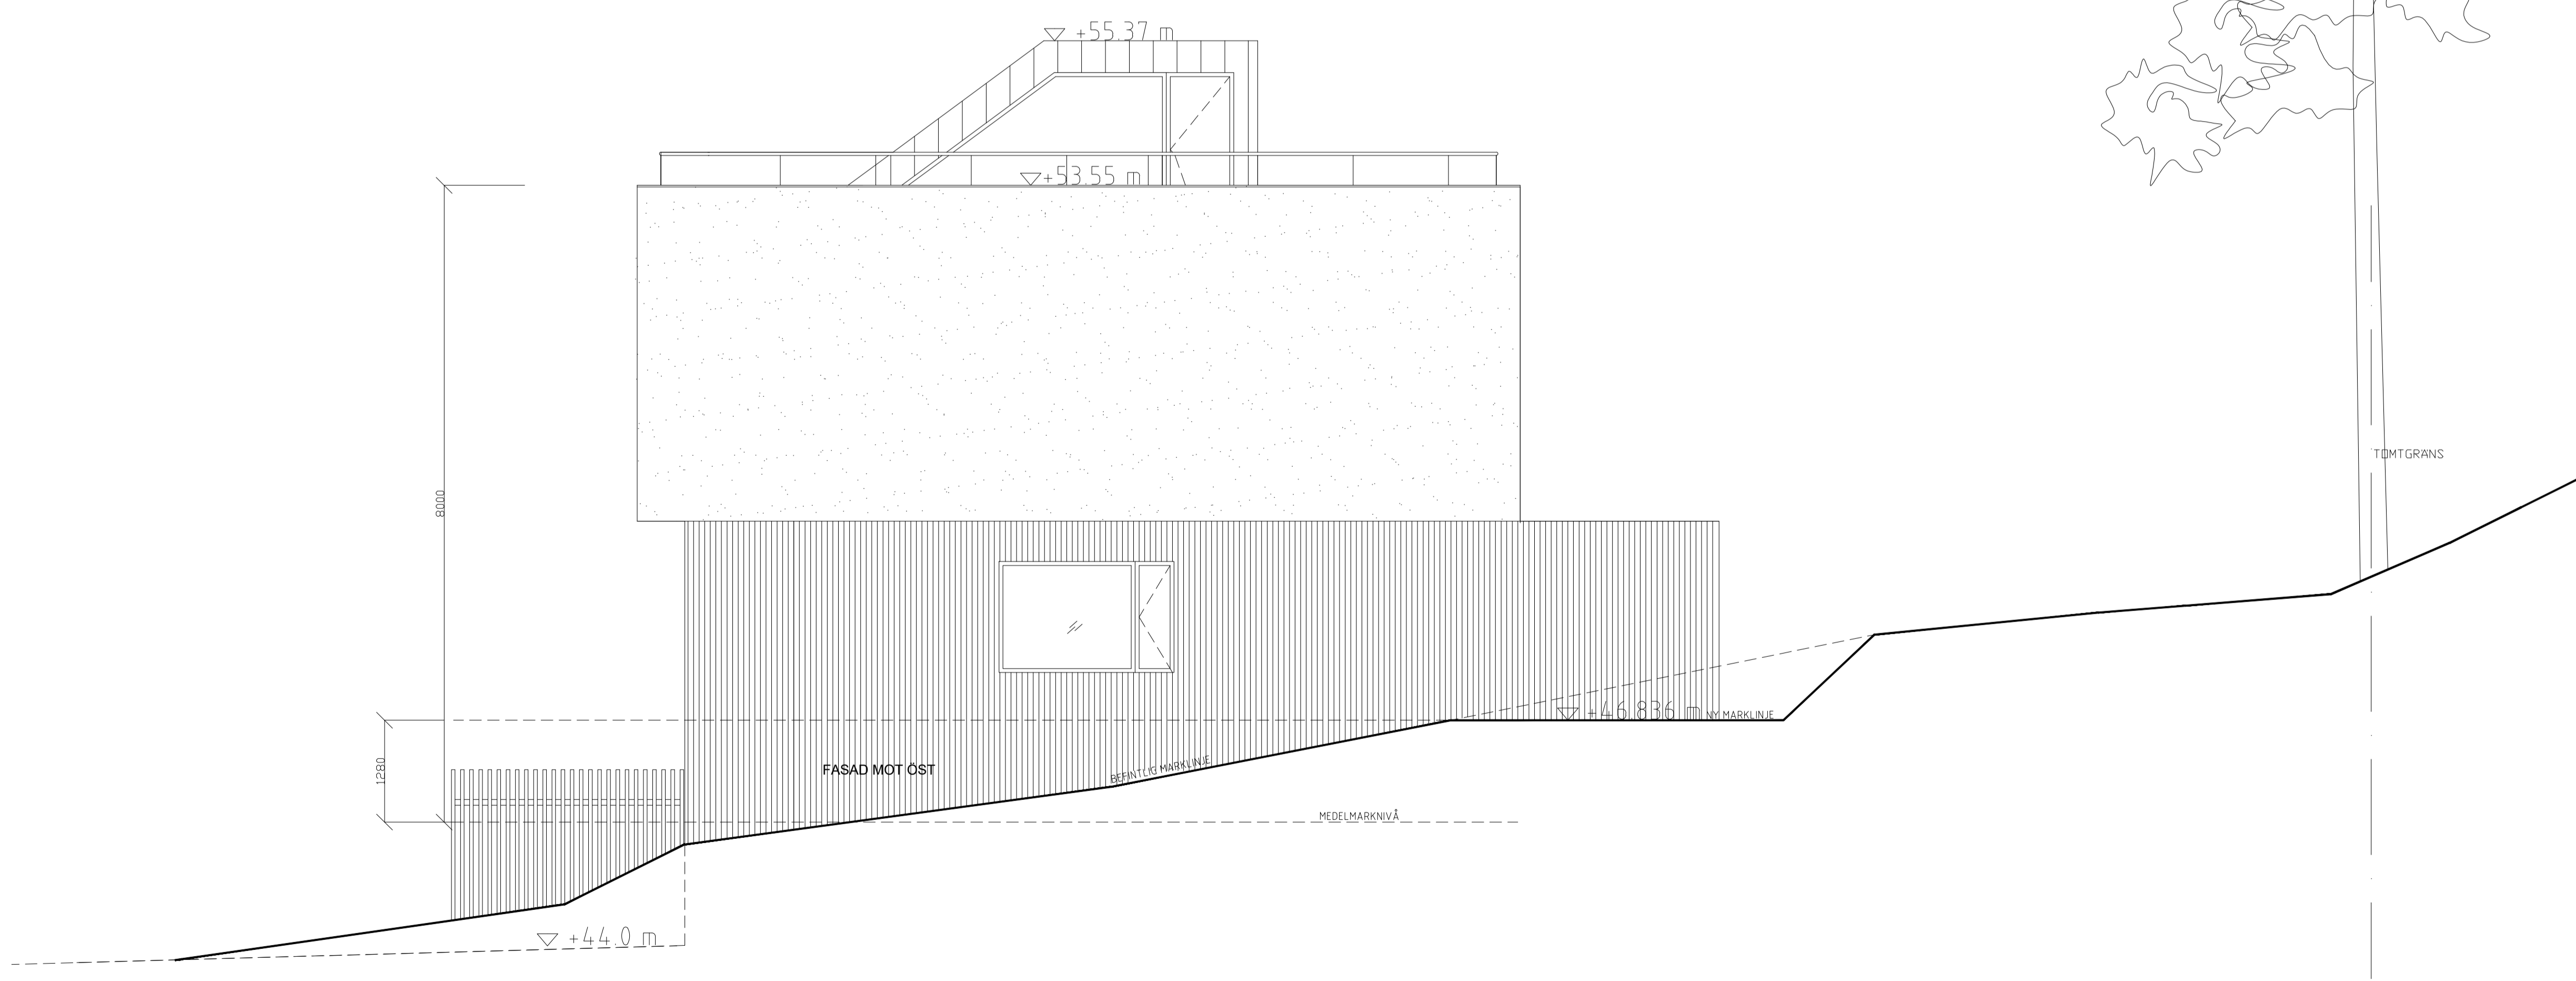 +55.37 m
+53.55 m
TOMTGRÄNS
8000
+46.836 m NY MARKLINJE
BEFINTLIG MARKLINJE
FASAD MOT ÖST
1280
MEDELMARKNIVÅ
+44.0 m